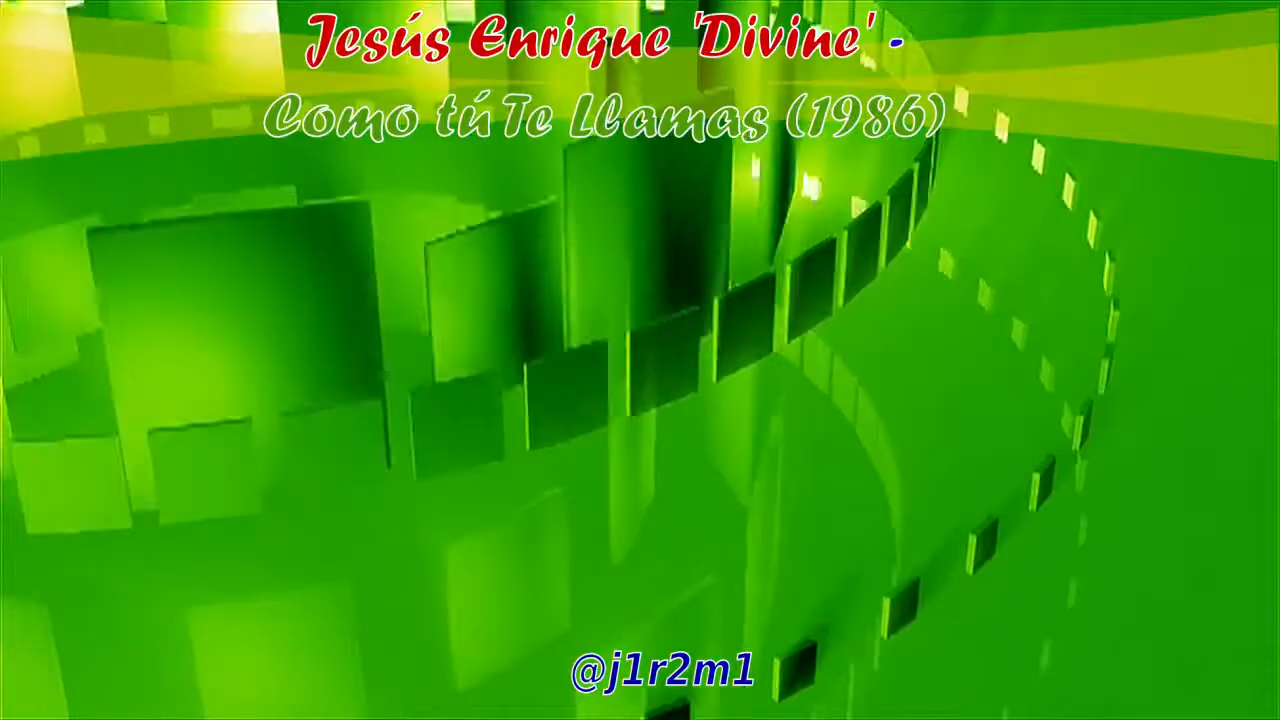 Jesús Enrique 'Divine' -
Como tú Te Llamas (1986)
@j1r2m1